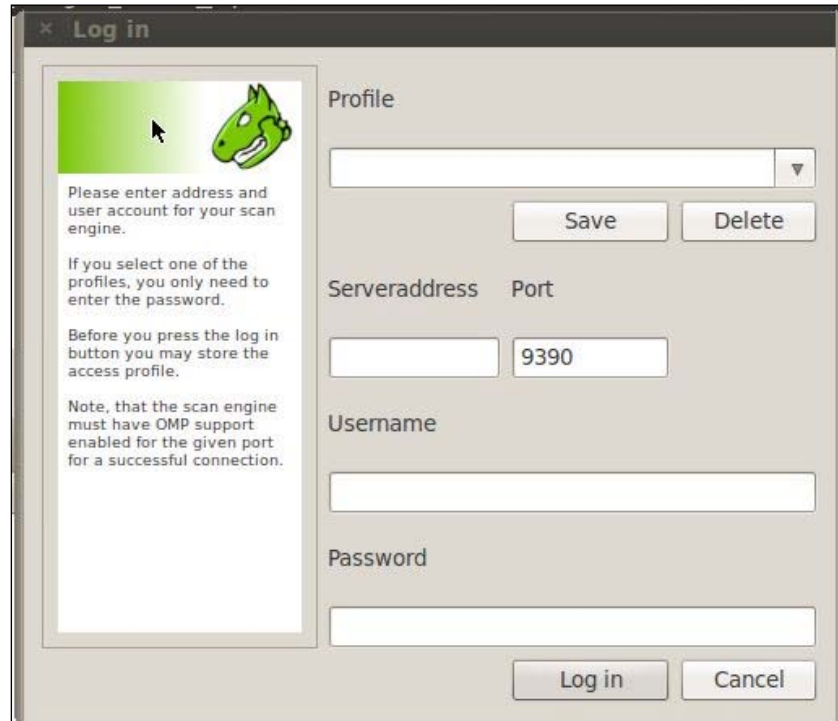 Log in
Please enter address and
user account for your scan
engine.
If you select one of the
profiles, you only need to
enter the password.
Before you press the log in
button you may store the
access profile.
Note, that the scan engine
must have OMP support
enabled for the given port
for a successful connection.
Profile
Save Delete
Serveraddress Port
9390
Username
Password
Log in Cancel